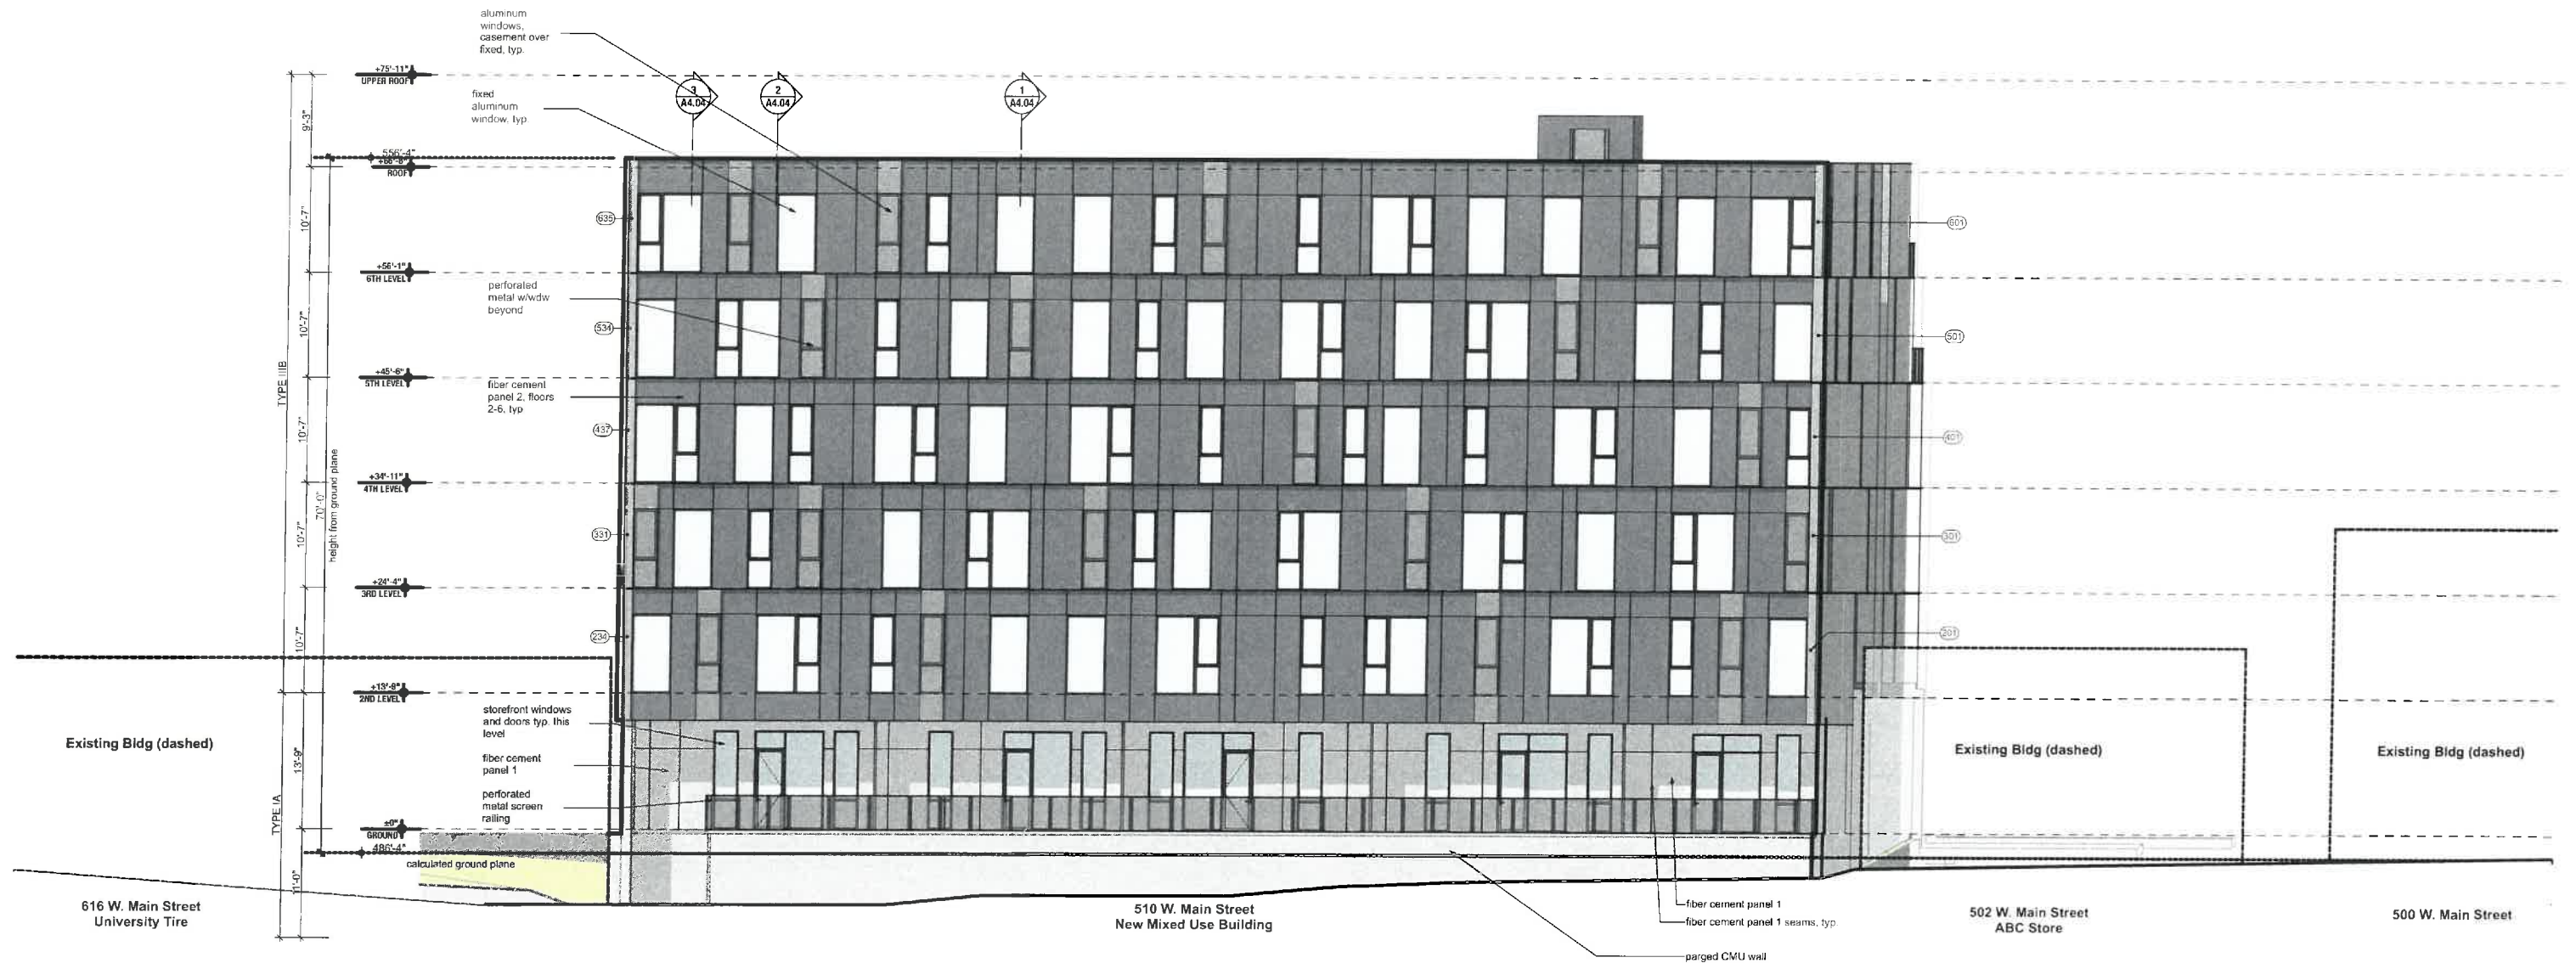 aluminum
windows,
casement over
fixed, typ.
+75'-11"
UPPER ROOF
3
A4.04
2
A4.04
1
A4.04
fixed
aluminum
window, typ.
9'-3"
556'-4"
+66'-8"
ROOF
10'-7"
635
601
+56'-1"
6TH LEVEL
perforated
metal w/wdw
beyond
10'-7"
534
501
TYPE IIIB
+45'-6"
5TH LEVEL
fiber cement
panel 2, floors
2-6, typ
10'-7"
437
401
+34'-11"
4TH LEVEL
70'-0"
height from ground plane
10'-7"
331
301
+24'-4"
3RD LEVEL
10'-7"
234
201
+13'-9"
2ND LEVEL
storefront windows
and doors typ. this
level
Existing Bldg (dashed)
Existing Bldg (dashed)
Existing Bldg (dashed)
fiber cement
panel 1
13'-9"
perforated
metal screen
railing
TYPE IA
±0"
GROUND
486'-4"
calculated ground plane
11'-0"
616 W. Main Street
University Tire
510 W. Main Street
New Mixed Use Building
fiber cement panel 1
fiber cement panel 1 seams, typ.
parged CMU wall
502 W. Main Street
ABC Store
500 W. Main Street